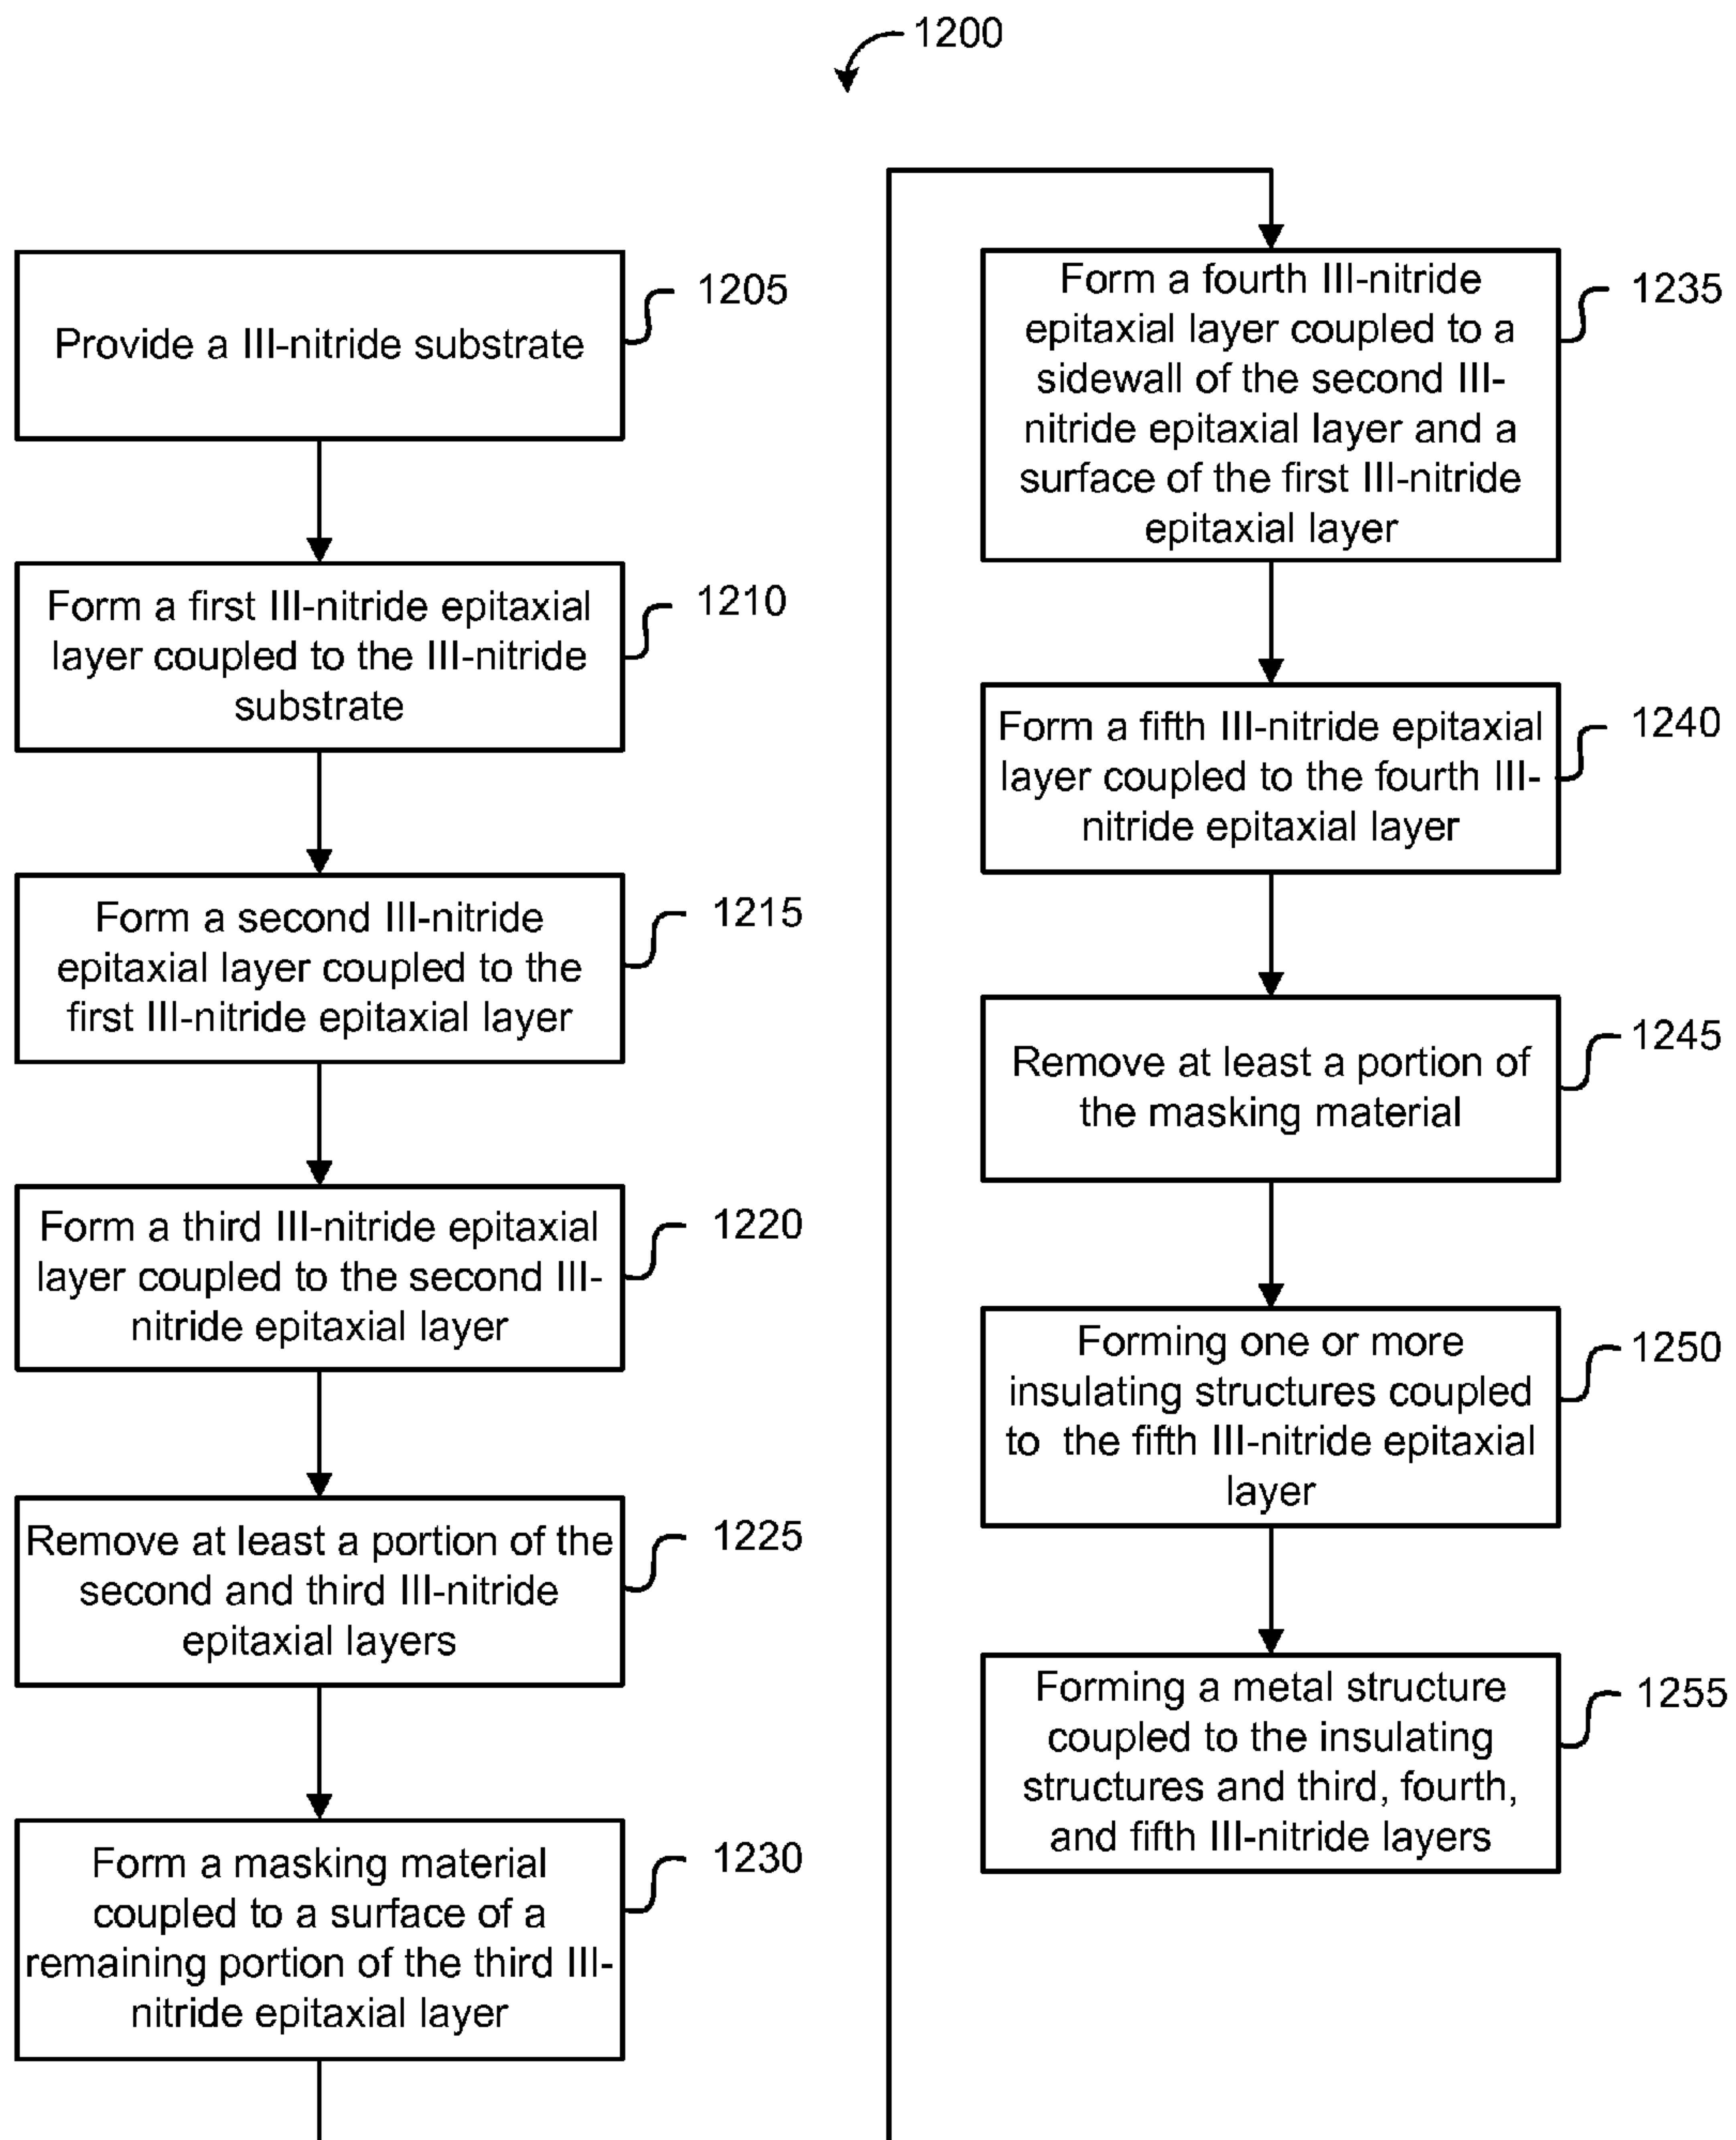 1200
Provide a III-nitride substrate
1205
Form a first III-nitride epitaxial
layer coupled to the III-nitride
substrate
1210
Form a second III-nitride
epitaxial layer coupled to the
first III-nitride epitaxial layer
1215
Form a third III-nitride epitaxial
layer coupled to the second III-
nitride epitaxial layer
1220
Remove at least a portion of the
second and third III-nitride
epitaxial layers
1225
Form a masking material
coupled to a surface of a
remaining portion of the third III-
nitride epitaxial layer
1230
Form a fourth III-nitride
epitaxial layer coupled to a
sidewall of the second III-
nitride epitaxial layer and a
surface of the first III-nitride
epitaxial layer
1235
Form a fifth III-nitride epitaxial
layer coupled to the fourth III-
nitride epitaxial layer
1240
Remove at least a portion of
the masking material
1245
Forming one or more
insulating structures coupled
to  the fifth III-nitride epitaxial
layer
1250
Forming a metal structure
coupled to the insulating
structures and third, fourth,
and fifth III-nitride layers
1255